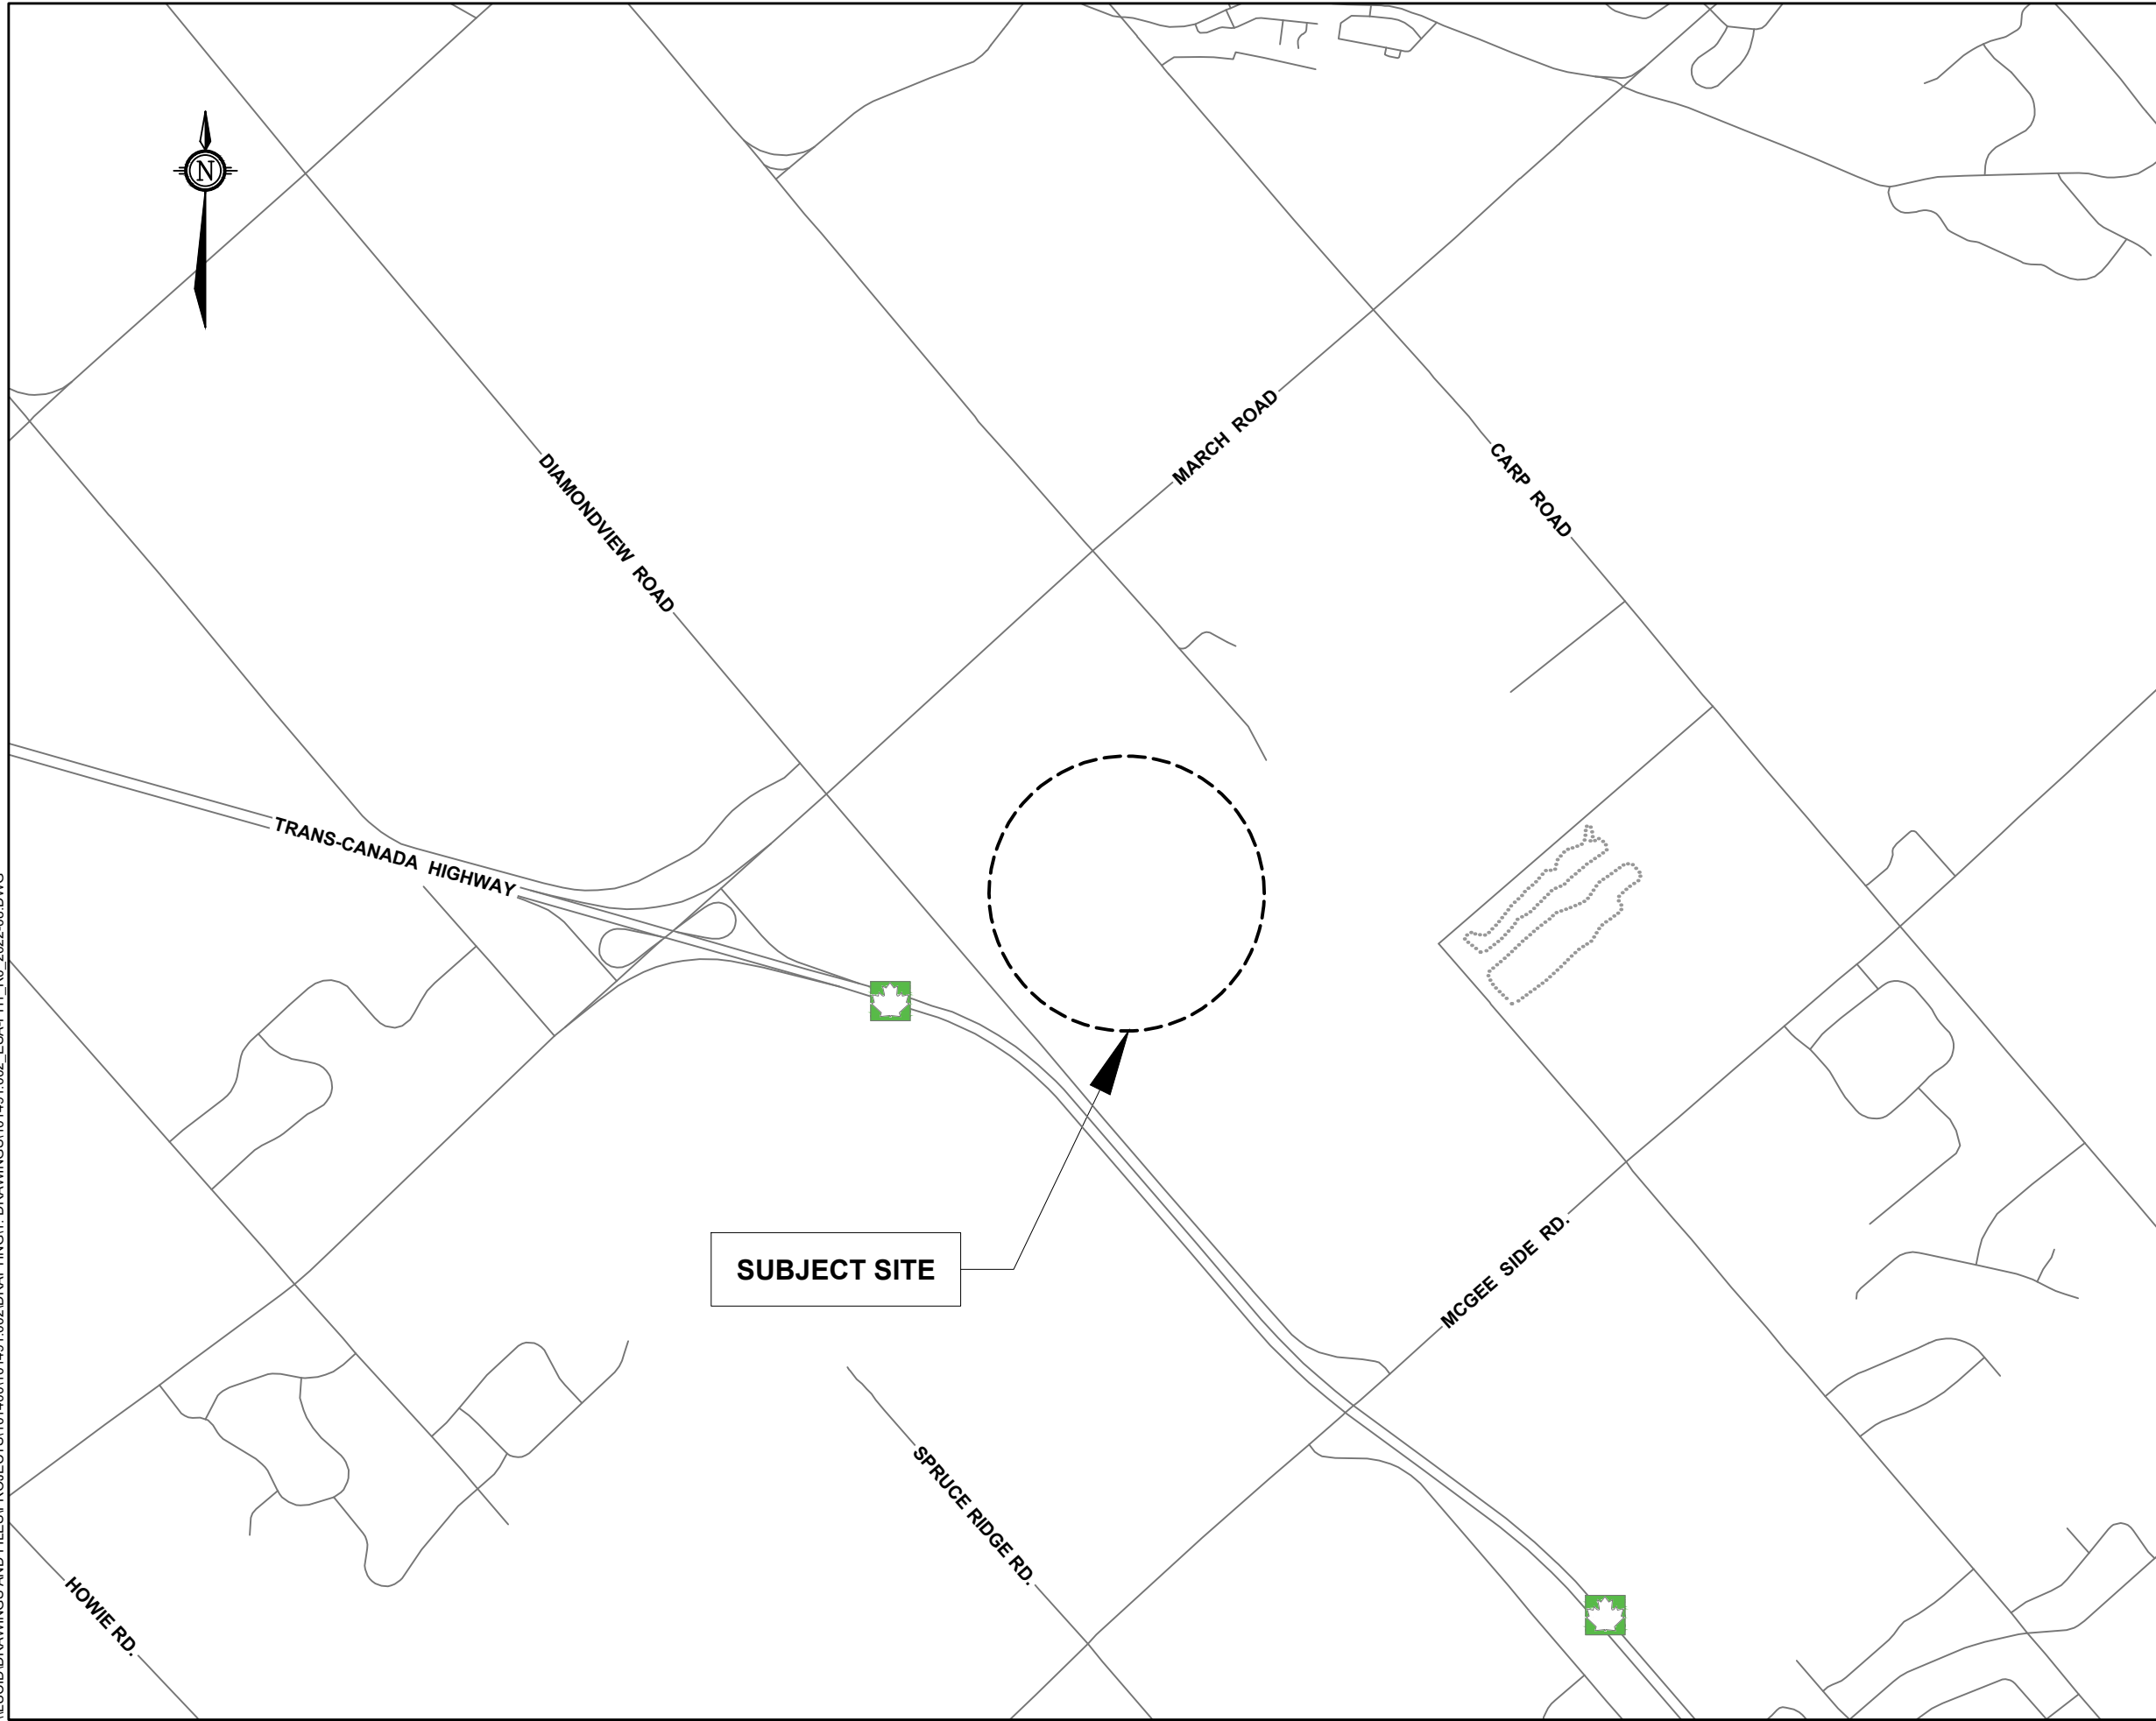 N
MARCH ROAD
CARP ROAD
DIAMONDVIEW ROAD
TRANS-CANADA HIGHWAY
SUBJECT SITE
MCGEE SIDE RD.
SPRUCE RIDGE RD.
HOWIE RD.